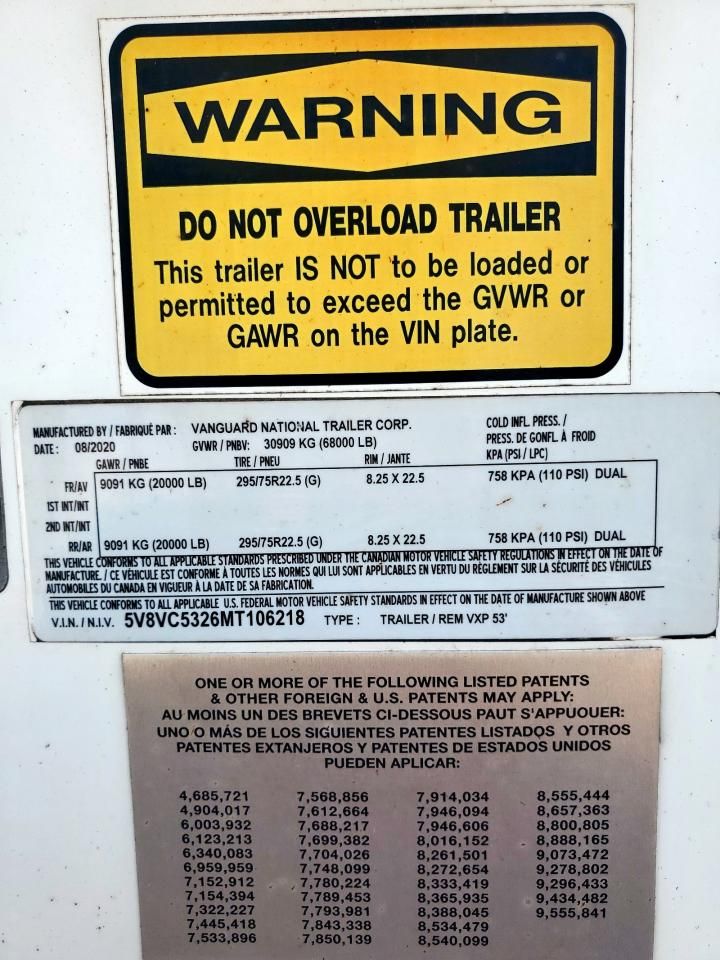 WARNING
DO NOT OVERLOAD TRAILER
This trailer IS NOT to be loaded or
permitted to exceed the GVWR or
GAWR on the VIN plate.
MANUFACTURED BY / FABRIQUÉ PAR : VANGUARD NATIONAL TRAILER CORP.
DATE : 08/2020 GVWR / PNBV: 30909 KG (68000 LB)
COLD INFL. PRESS. /
PRESS. DE GONFL. À FROID
KPA (PSI / LPC)
GAWR / PNBE TIRE / PNEU RIM / JANTE
FR/AV 9091 KG (20000 LB) 295/75R22.5 (G) 8.25 X 22.5 758 KPA (110 PSI) DUAL
1ST INT/INT
2ND INT/INT
RR/AR 9091 KG (20000 LB) 295/75R22.5 (G) 8.25 X 22.5 758 KPA (110 PSI) DUAL
THIS VEHICLE CONFORMS TO ALL APPLICABLE STANDARDS PRESCRIBED UNDER THE CANADIAN MOTOR VEHICLE SAFETY REGULATIONS IN EFFECT ON THE DATE OF
MANUFACTURE. / CE VÉHICULE EST CONFORME À TOUTES LES NORMES QUI LUI SONT APPLICABLES EN VERTU DU RÈGLEMENT SUR LA SÉCURITÉ DES VÉHICULES
AUTOMOBILES DU CANADA EN VIGUEUR À LA DATE DE SA FABRICATION.
THIS VEHICLE CONFORMS TO ALL APPLICABLE U.S. FEDERAL MOTOR VEHICLE SAFETY STANDARDS IN EFFECT ON THE DATE OF MANUFACTURE SHOWN ABOVE
V.I.N. / N.I.V. 5V8VC5326MT106218 TYPE : TRAILER / REM VXP 53'
ONE OR MORE OF THE FOLLOWING LISTED PATENTS
& OTHER FOREIGN & U.S. PATENTS MAY APPLY:
AU MOINS UN DES BREVETS CI-DESSOUS PAUT S'APPUOUER:
UNO O MÁS DE LOS SIGUIENTES PATENTES LISTADOS Y OTROS
PATENTES EXTANJEROS Y PATENTES DE ESTADOS UNIDOS
PUEDEN APLICAR:
4,685,721 7,568,856 7,914,034 8,555,444
4,904,017 7,612,664 7,946,094 8,657,363
6,003,932 7,688,217 7,946,606 8,800,805
6,123,213 7,699,382 8,016,152 8,888,165
6,340,083 7,704,026 8,261,501 9,073,472
6,959,959 7,748,099 8,272,654 9,278,802
7,152,912 7,780,224 8,333,419 9,296,433
7,154,394 7,789,453 8,365,935 9,434,482
7,322,227 7,793,981 8,388,045 9,555,841
7,445,418 7,843,338 8,534,479
7,533,896 7,850,139 8,540,099